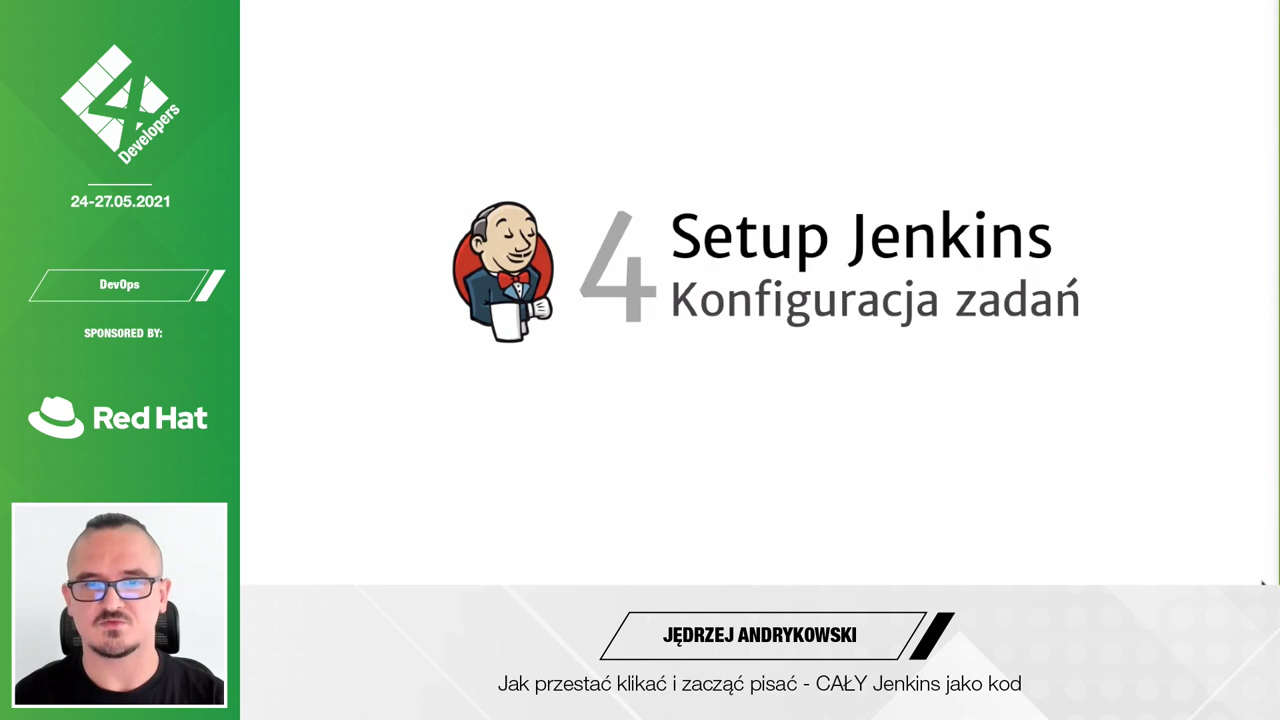 4
Developers
24-27.05.2021
DevOps
SPONSORED BY:
Red Hat
4
Setup Jenkins
Konfiguracja zadań
JĘDRZEJ ANDRYKOWSKI
Jak przestać klikać i zacząć pisać - CAŁY Jenkins jako kod